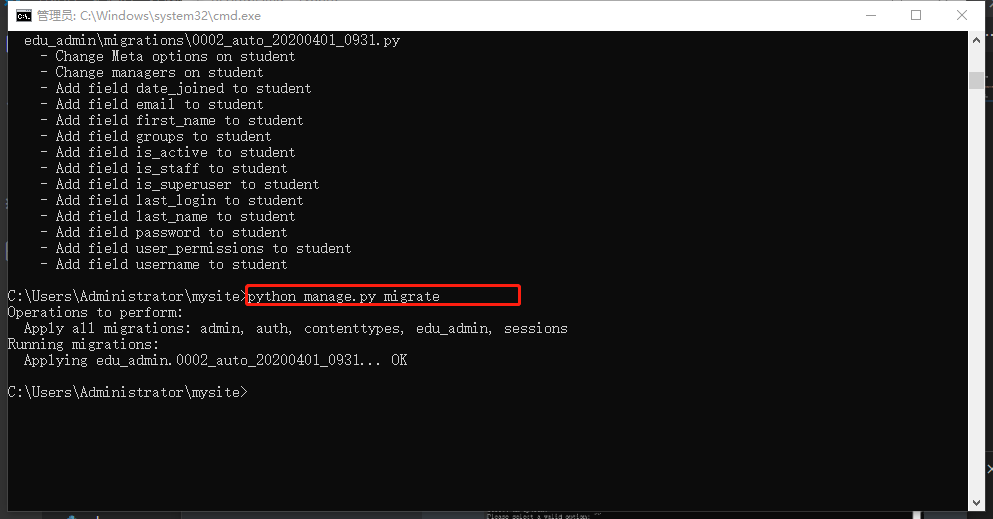 管理员: C:\Windows\system32\cmd.exe
edu_admin\migrations\0002_auto_20200401_0931.py
- Change Meta options on student
- Change managers on student
- Add field date_joined to student
- Add field email to student
- Add field first_name to student
- Add field groups to student
- Add field is_active to student
- Add field is_staff to student
- Add field is_superuser to student
- Add field last_login to student
- Add field last_name to student
- Add field password to student
- Add field user_permissions to student
- Add field username to student
C:\Users\Administrator\mysite>python manage.py migrate
Operations to perform:
Apply all migrations: admin, auth, contenttypes, edu_admin, sessions
Running migrations:
Applying edu_admin.0002_auto_20200401_0931... OK
C:\Users\Administrator\mysite>
Please select a valid option: